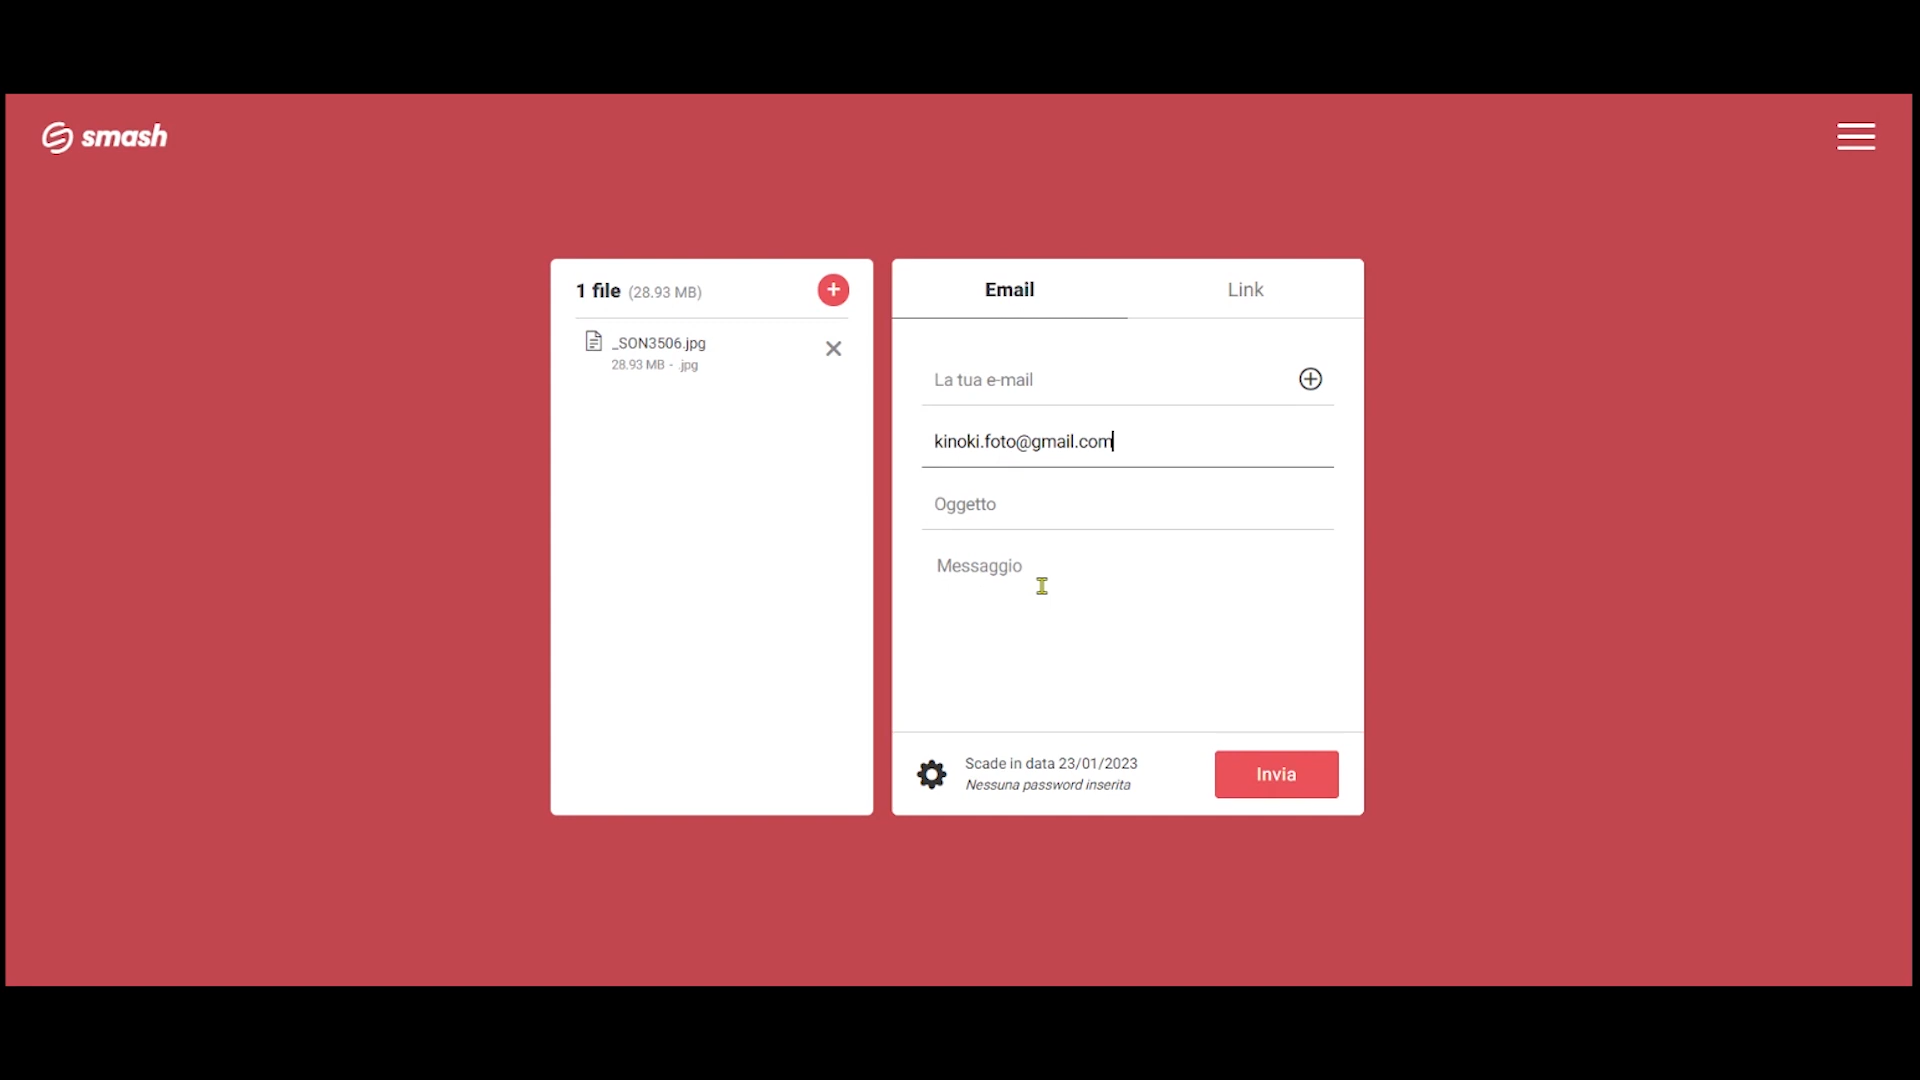 smash
1 file (28.93 MB)
_SON3506.jpg
28.93 MB - .jpg
Email
Link
La tua e-mail
kinoki.foto@gmail.com
Oggetto
Messaggio
Scade in data 23/01/2023
Nessuna password inserita
Invia